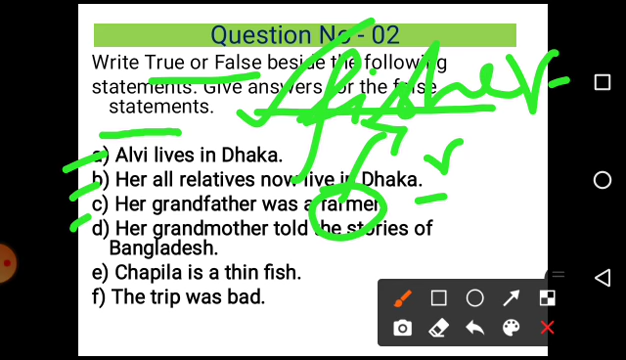 Question No - 02
Write True or False beside the following
statements. Give answers for the false
statements.
fisher
a) Alvi lives in Dhaka.
b) Her all relatives now live in Dhaka.
c) Her grandfather was a farmer.
d) Her grandmother told the stories of
Bangladesh.
e) Chapila is a thin fish.
f) The trip was bad.